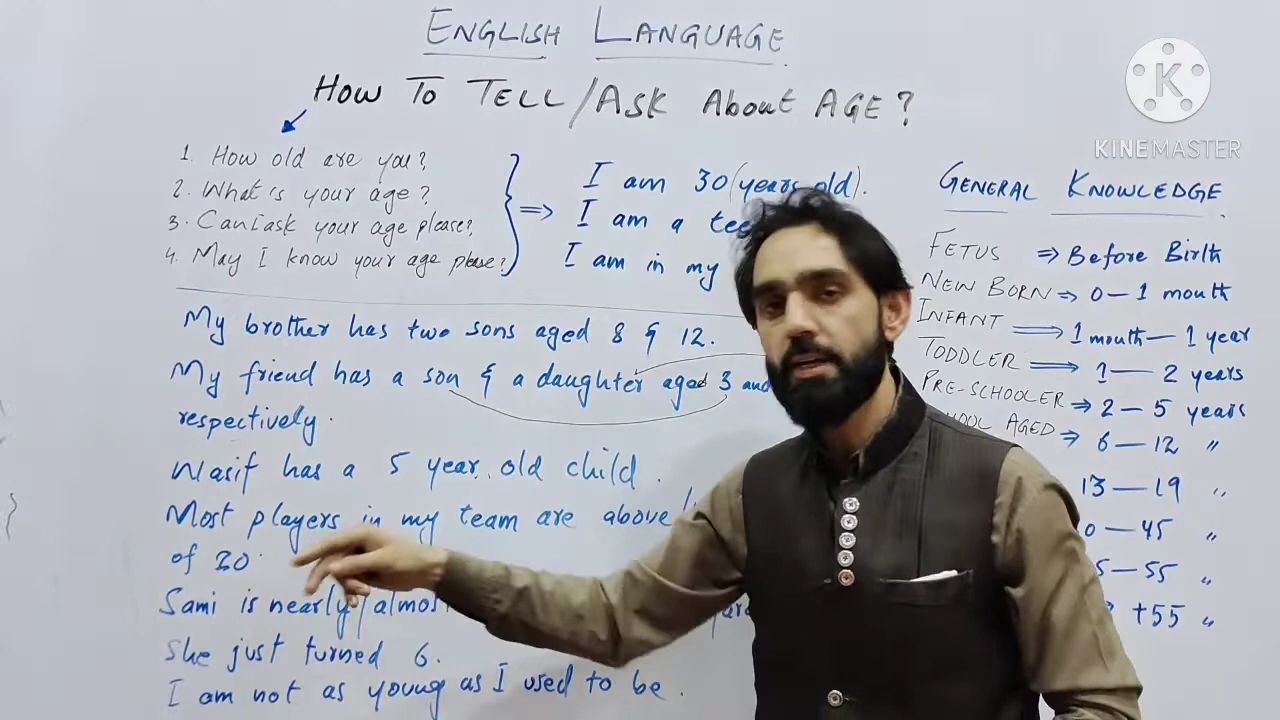 ENGLISH LANGUAGE
HOW TO TELL/ASK About AGE?
1. How old are you?
2. What's your age?
3. Can I ask your age please?
4. May I know your age please?
I am 30 (years old).
I am a
I am in my
My brother has two sons aged 8 & 12.
My friend has a son & a daughter aged 3 and
respectively.
Wasif has a 5 year old child.
Most players in my team are above
of 20.
Sami is nearly/almost
She just turned 6.
I am not as young as I used to be.
K
KINEMASTER
GENERAL KNOWLEDGE
FETUS ⇒ Before Birth
NEW BORN ⇒ 0—1 month
INFANT ⇒ 1 month—1 year
TODDLER ⇒ 1—2 years
PRE-SCHOOLER ⇒ 2—5 years
AGED ⇒ 6—12 "
13—19 "
—45 "
—55 "
+55 "